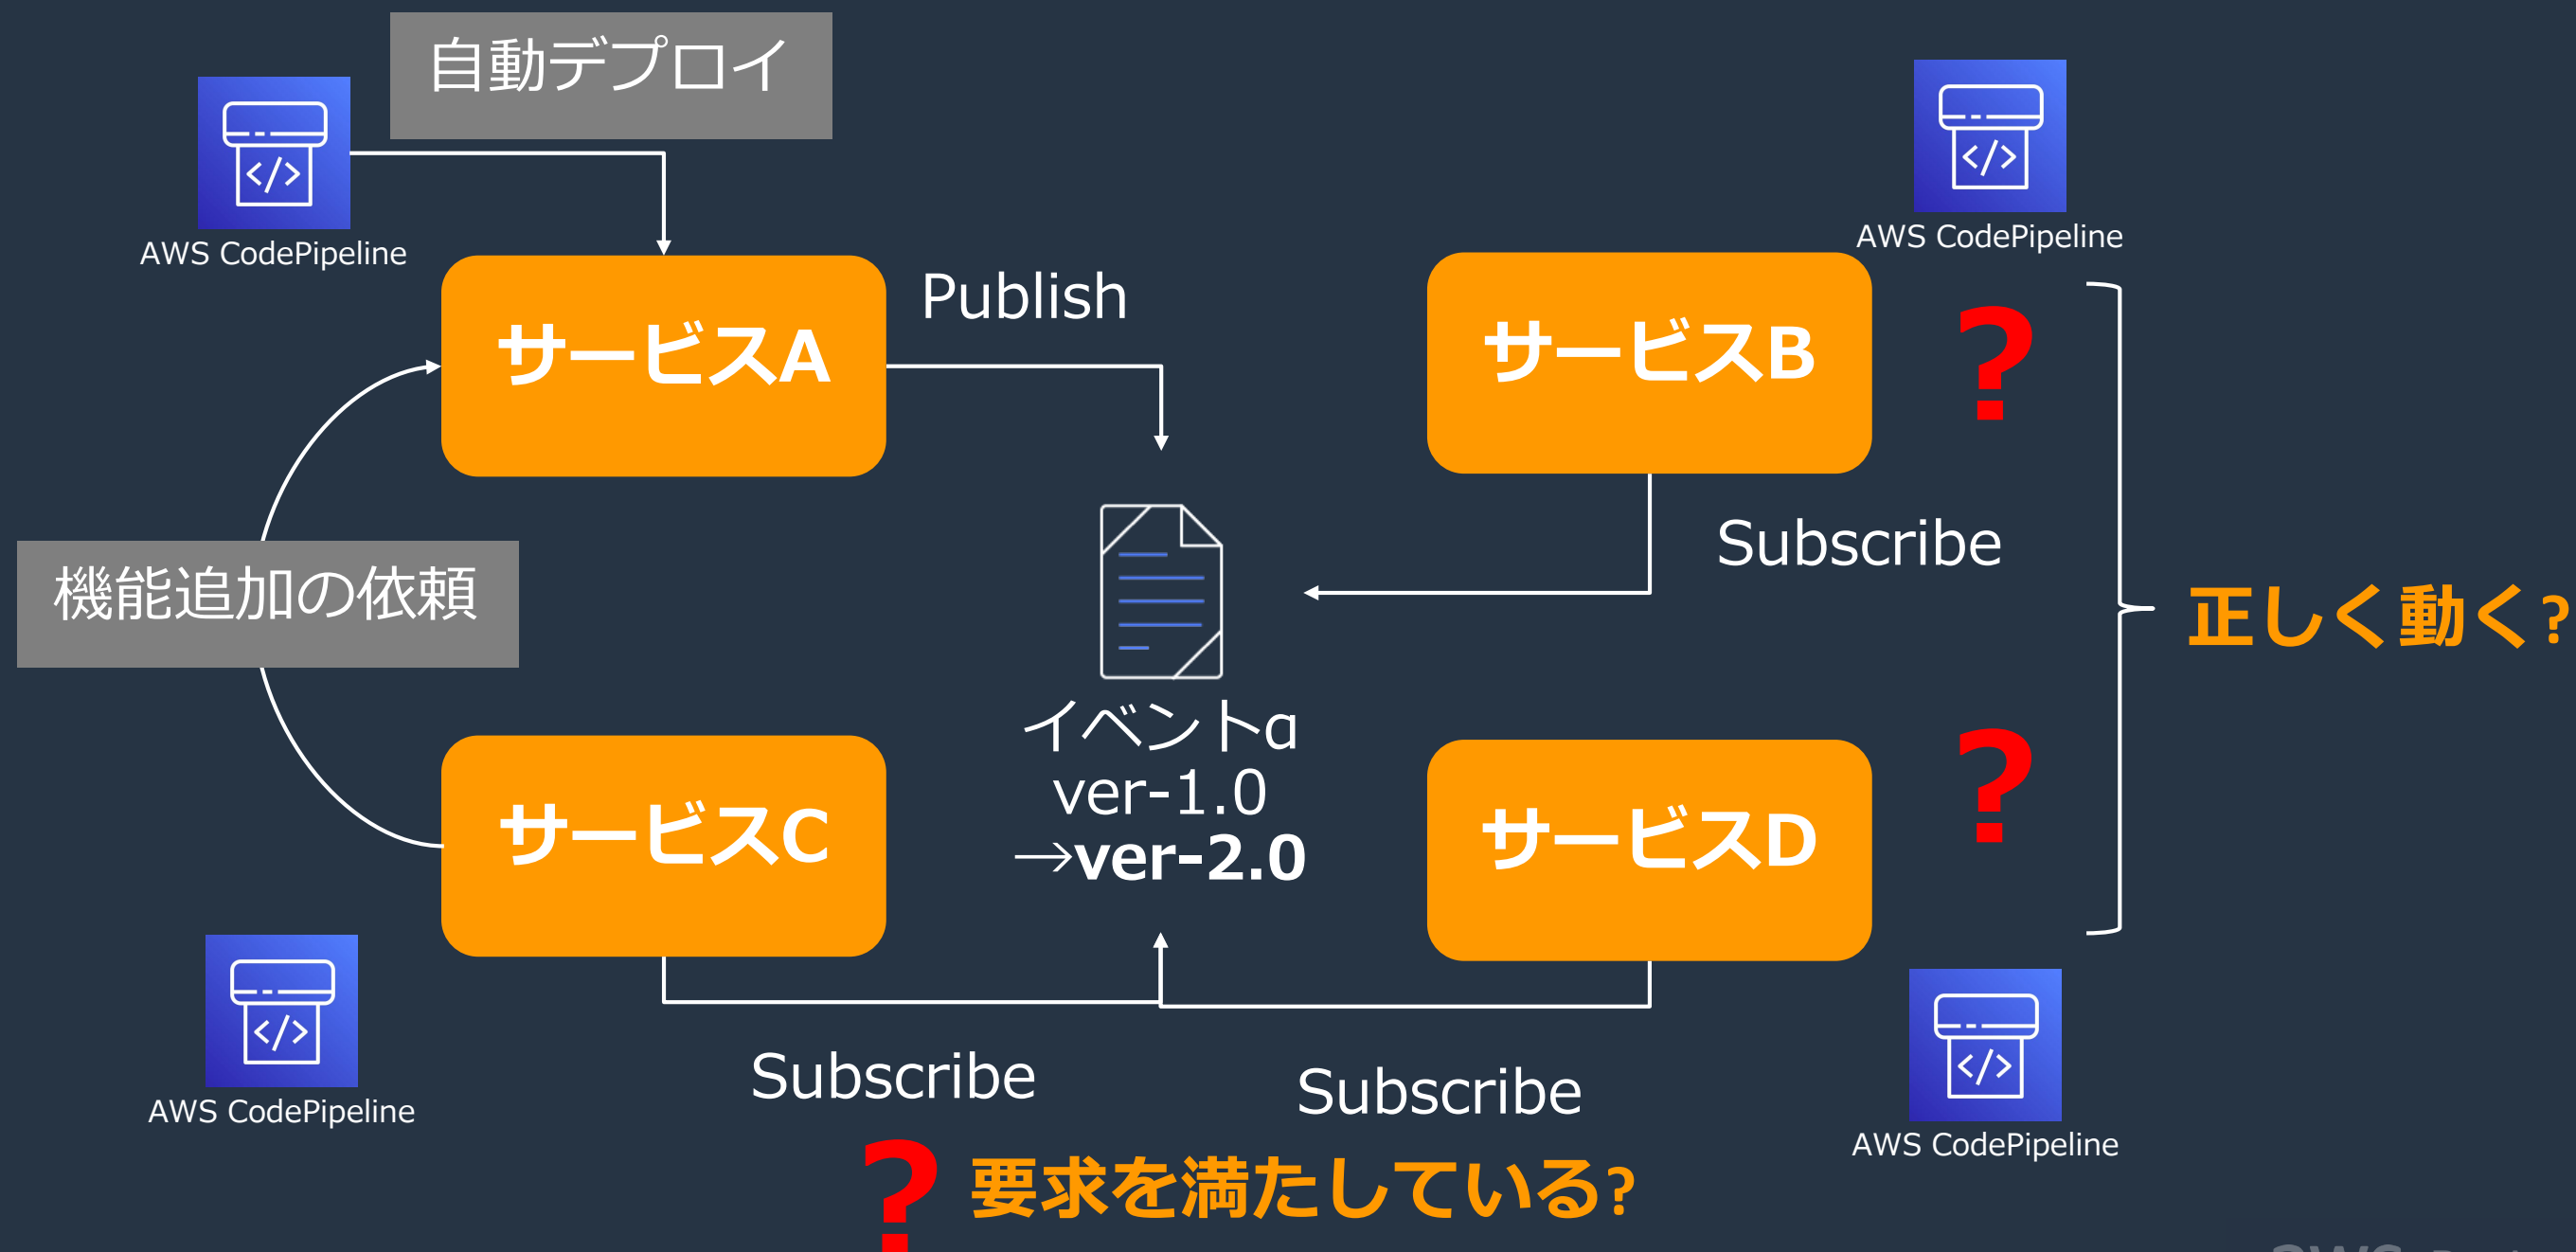 自動デプロイ
AWS CodePipeline
AWS CodePipeline
サービスA
Publish
サービスB
?
Subscribe
機能追加の依頼
正しく動く?
イベントα
ver-1.0
→ver-2.0
サービスC
サービスD
?
AWS CodePipeline
Subscribe
Subscribe
AWS CodePipeline
? 要求を満たしている?